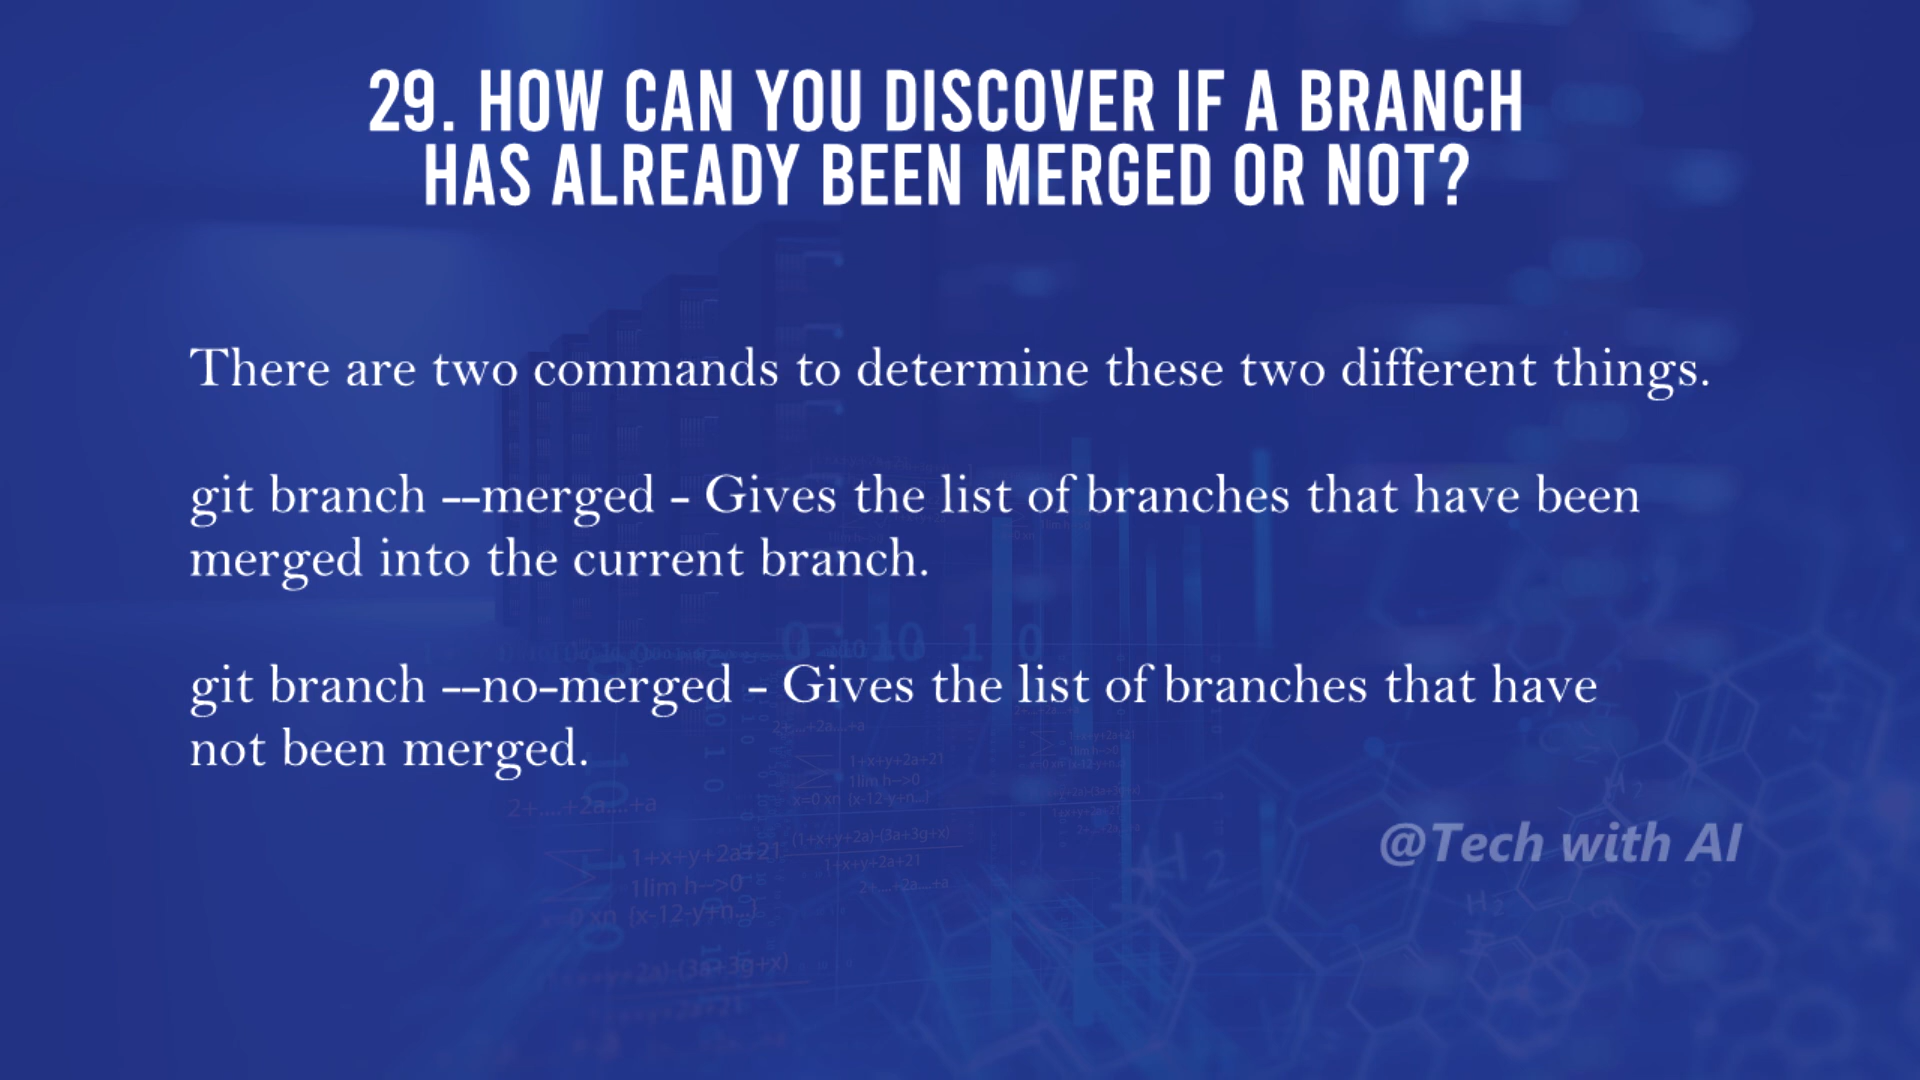 29. HOW CAN YOU DISCOVER IF A BRANCH
HAS ALREADY BEEN MERGED OR NOT?
There are two commands to determine these two different things.
git branch --merged - Gives the list of branches that have been
merged into the current branch.
git branch --no-merged - Gives the list of branches that have
not been merged.
@Tech with AI